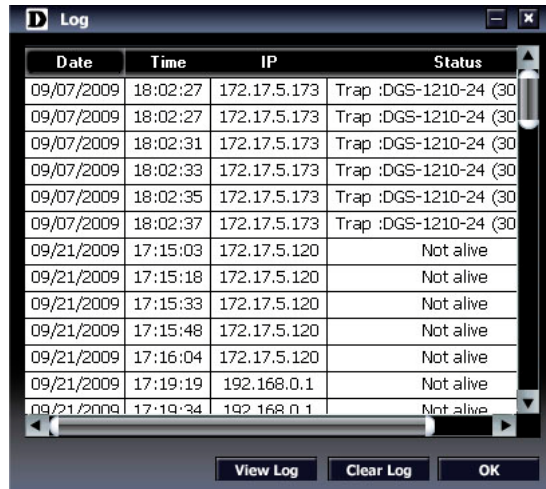 D Log
Date Time IP Status
09/07/2009 18:02:27 172.17.5.173 Trap :DGS-1210-24 (30
09/07/2009 18:02:27 172.17.5.173 Trap :DGS-1210-24 (30
09/07/2009 18:02:31 172.17.5.173 Trap :DGS-1210-24 (30
09/07/2009 18:02:33 172.17.5.173 Trap :DGS-1210-24 (30
09/07/2009 18:02:35 172.17.5.173 Trap :DGS-1210-24 (30
09/07/2009 18:02:37 172.17.5.173 Trap :DGS-1210-24 (30
09/21/2009 17:15:03 172.17.5.120 Not alive
09/21/2009 17:15:18 172.17.5.120 Not alive
09/21/2009 17:15:33 172.17.5.120 Not alive
09/21/2009 17:15:48 172.17.5.120 Not alive
09/21/2009 17:16:04 172.17.5.120 Not alive
09/21/2009 17:19:19 192.168.0.1 Not alive
09/21/2009 17:19:34 192.168.0.1 Not alive
View Log Clear Log OK